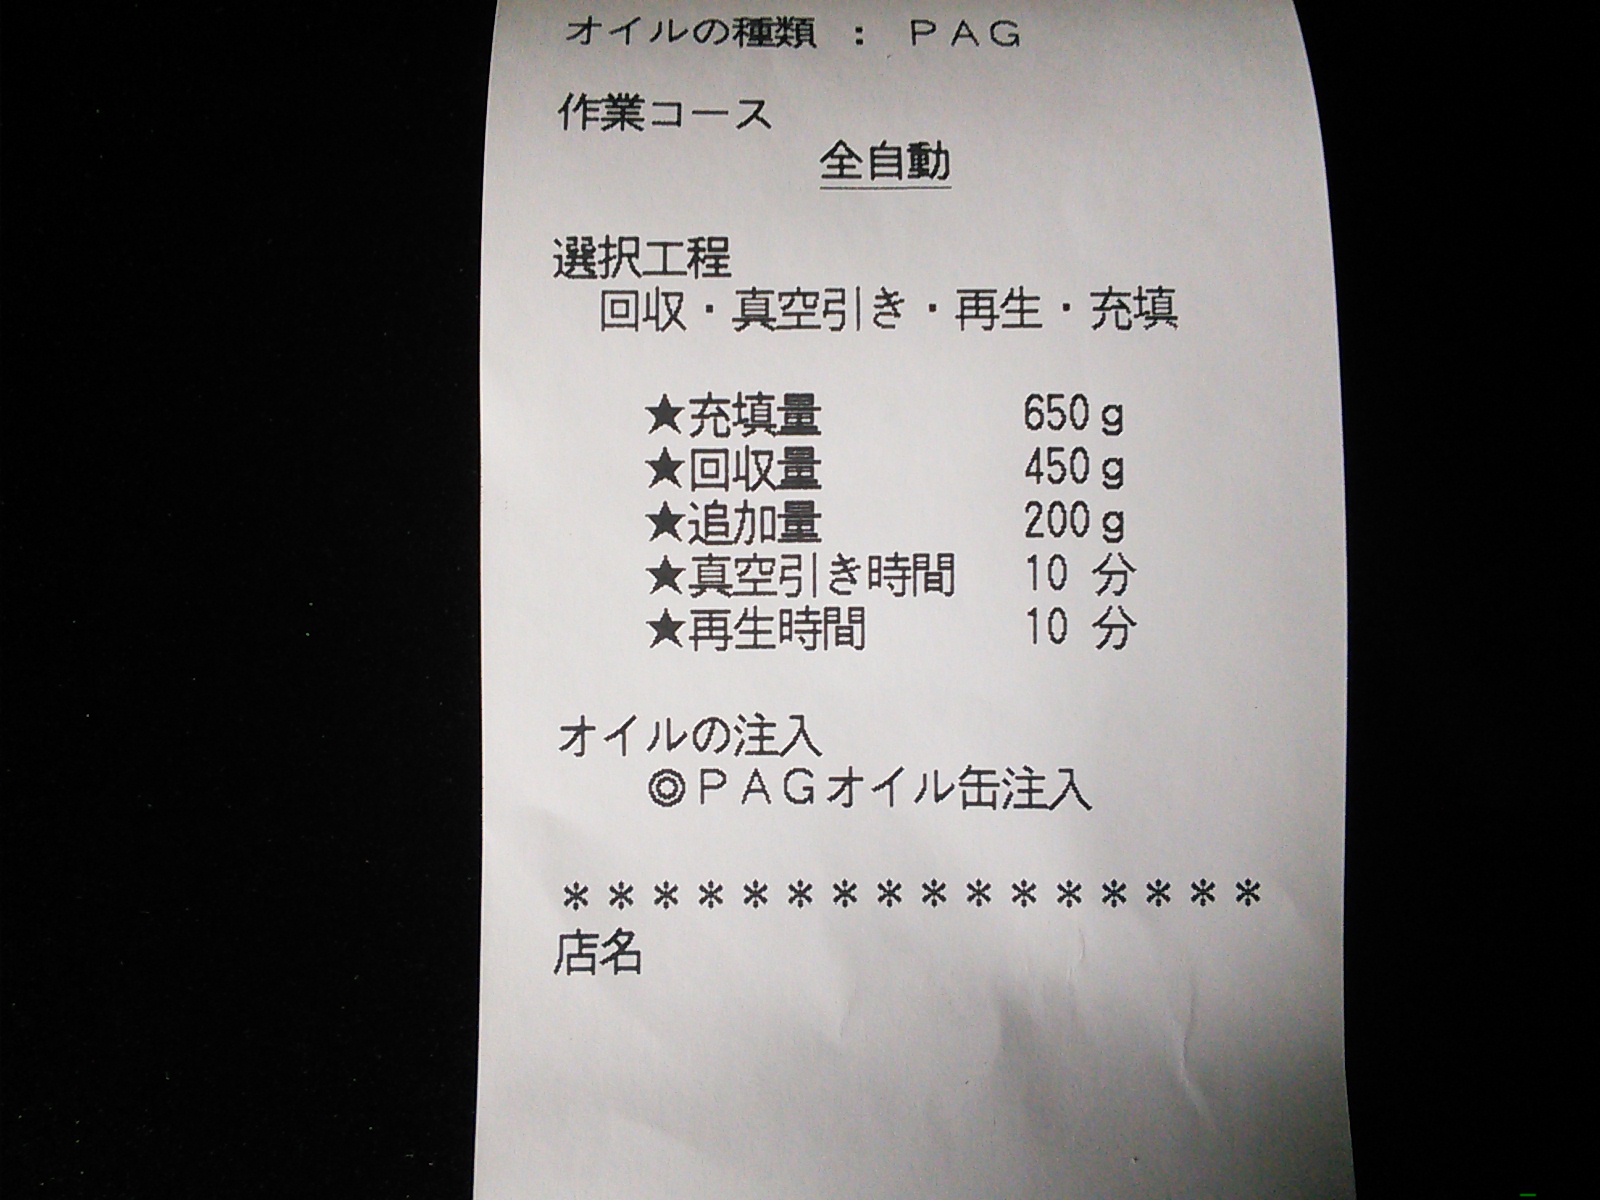 オイルの種類 : PAG
作業コース
全自動
選択工程
回収・真空引き・再生・充填
★充填量 650g
★回収量 450g
★追加量 200g
★真空引き時間 10 分
★再生時間 10 分
オイルの注入
◎PAGオイル缶注入
****************
店名